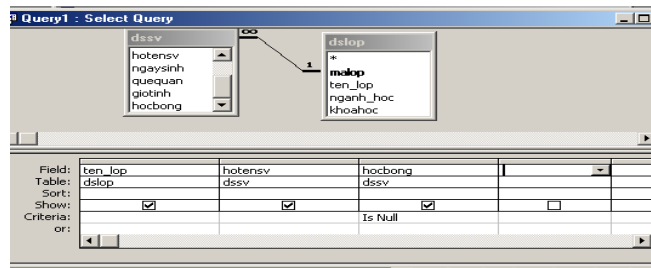 Query1 : Select Query
dssv
hotensv
ngaysinh
quequan
giotinh
hocbong
∞
1
dslop
*
malop
ten_lop
nganh_hoc
khoahoc
Field: ten_lop hotensv hocbong
Table: dslop dssv dssv
Sort:
Show:
Criteria: Is Null
or: